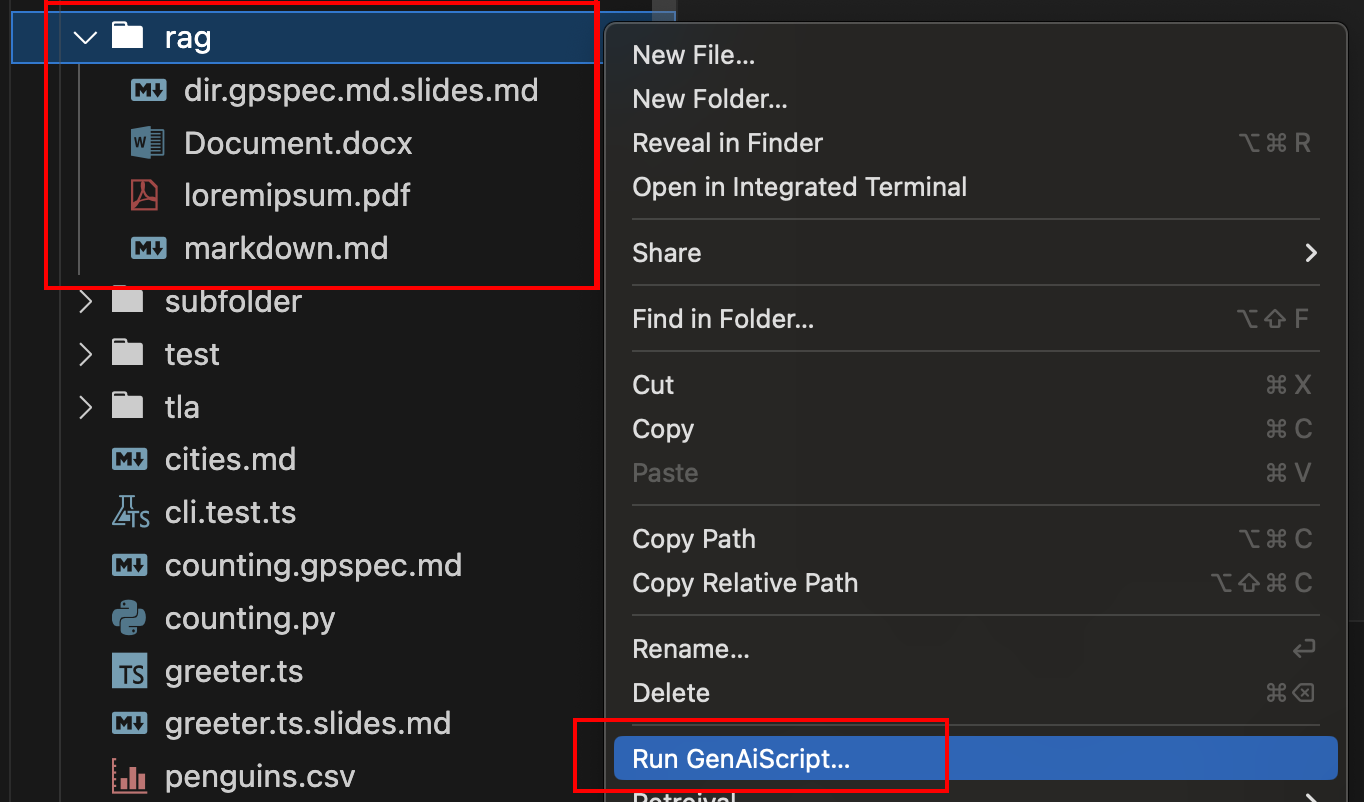 rag
dir.gpspec.md.slides.md
Document.docx
loremipsum.pdf
markdown.md
subfolder
test
tla
cities.md
TS cli.test.ts
counting.gpspec.md
counting.py
TS greeter.ts
greeter.ts.slides.md
penguins.csv
New File...
New Folder...
Reveal in Finder ⌥⌘R
Open in Integrated Terminal
Share
Find in Folder... ⌥⇧F
Cut ⌘X
Copy ⌘C
Paste ⌘V
Copy Path ⌥⌘C
Copy Relative Path ⌥⇧⌘C
Rename...
Delete ⌘⌫
Run GenAiScript...
Retreival